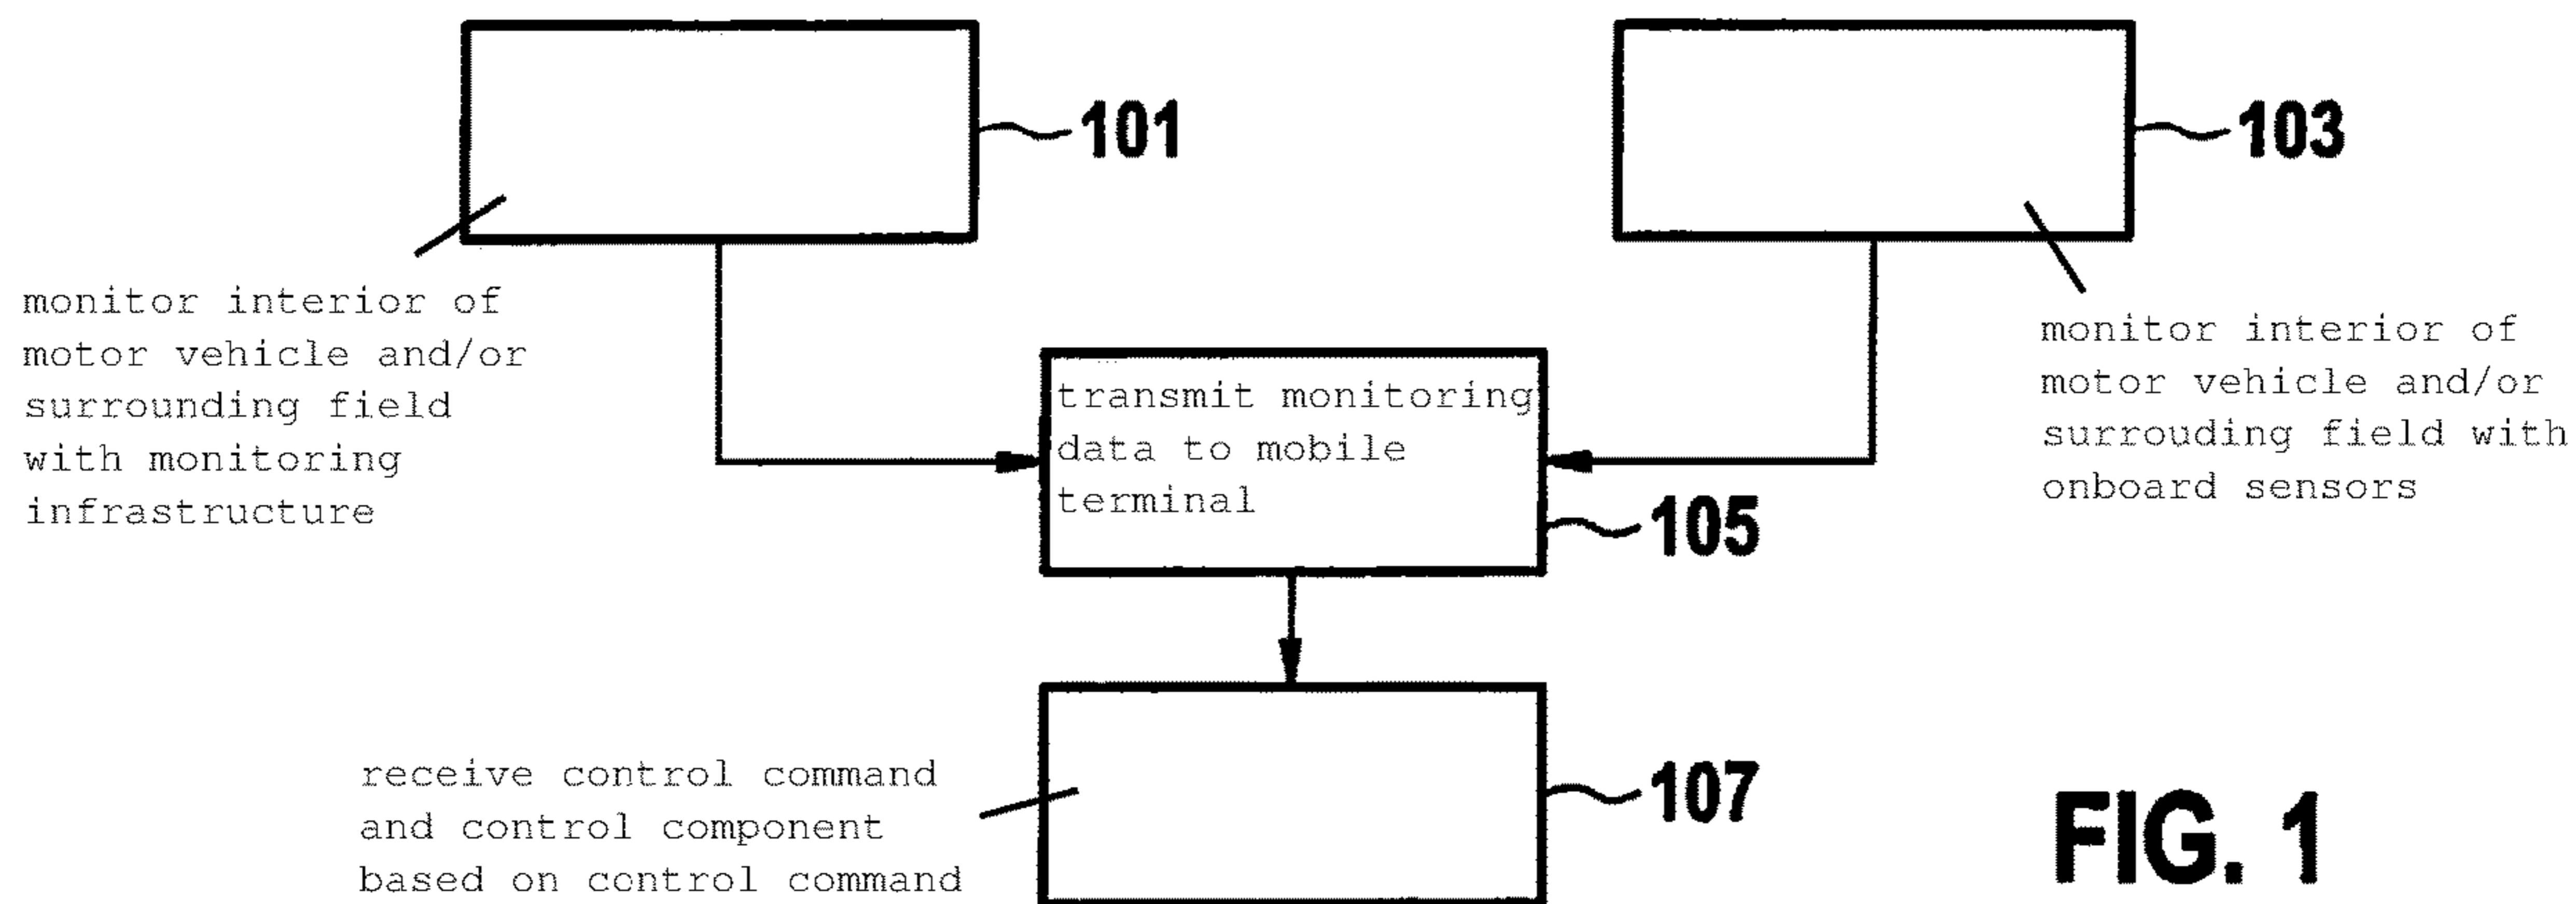 101
103
monitor interior of
motor vehicle and/or
surrounding field
with monitoring
infrastructure
monitor interior of
motor vehicle and/or
surrouding field with
onboard sensors
transmit monitoring
data to mobile
terminal
105
receive control command
and control component
based on control command
107
FIG. 1